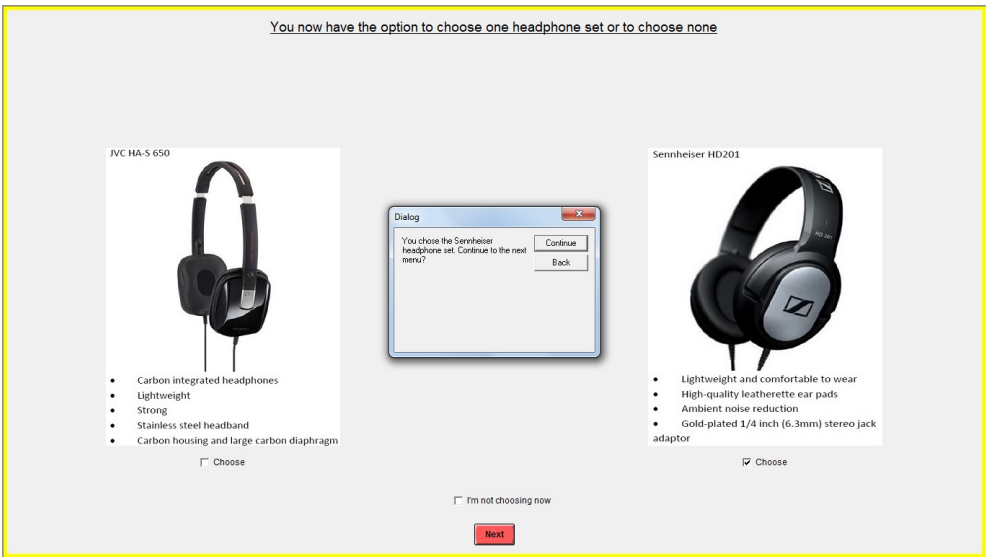 You now have the option to choose one headphone set or to choose none
JVC HA-S 650
• Carbon integrated headphones
• Lightweight
• Strong
• Stainless steel headband
• Carbon housing and large carbon diaphragm
Choose
Dialog
You chose the Sennheiser
headphone set. Continue to the next
menu?
Continue
Back
Sennheiser HD201
HD 201
• Lightweight and comfortable to wear
• High-quality leatherette ear pads
• Ambient noise reduction
• Gold-plated 1/4 inch (6.3mm) stereo jack
adaptor
Choose
I'm not choosing now
Next